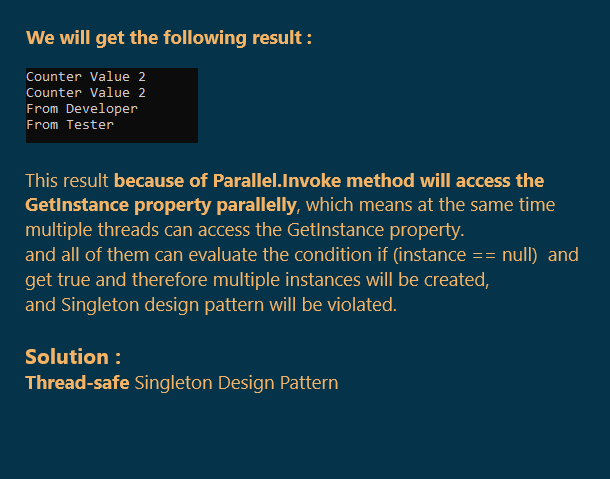 We will get the following result :
Counter Value 2
Counter Value 2
From Developer
From Tester
This result because of Parallel.Invoke method will access the
GetInstance property parallelly, which means at the same time
multiple threads can access the GetInstance property.
and all of them can evaluate the condition if (instance == null)  and
get true and therefore multiple instances will be created,
and Singleton design pattern will be violated.
Solution :
Thread-safe Singleton Design Pattern